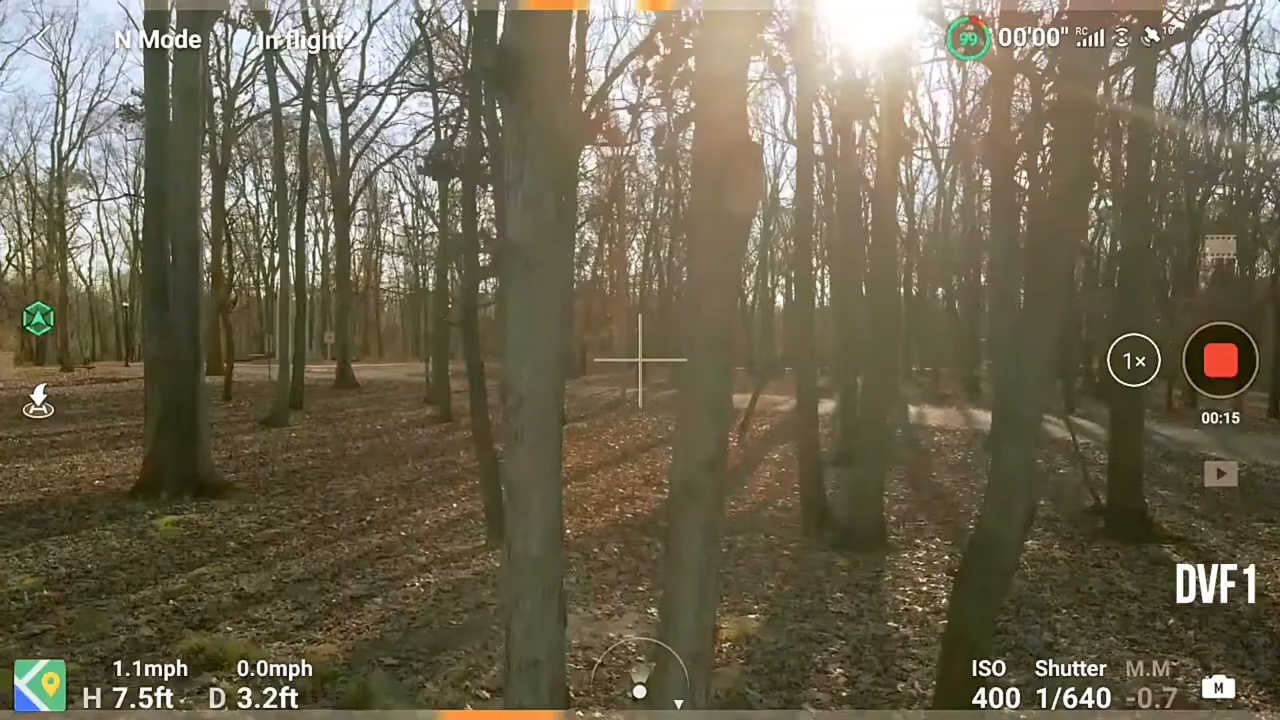 N Mode In flight 99 00'00" RC 10
1×
00:15
DVF1
1.1mph 0.0mph
H 7.5ft D 3.2ft
ISO Shutter M.M
400 1/640 -0.7
M